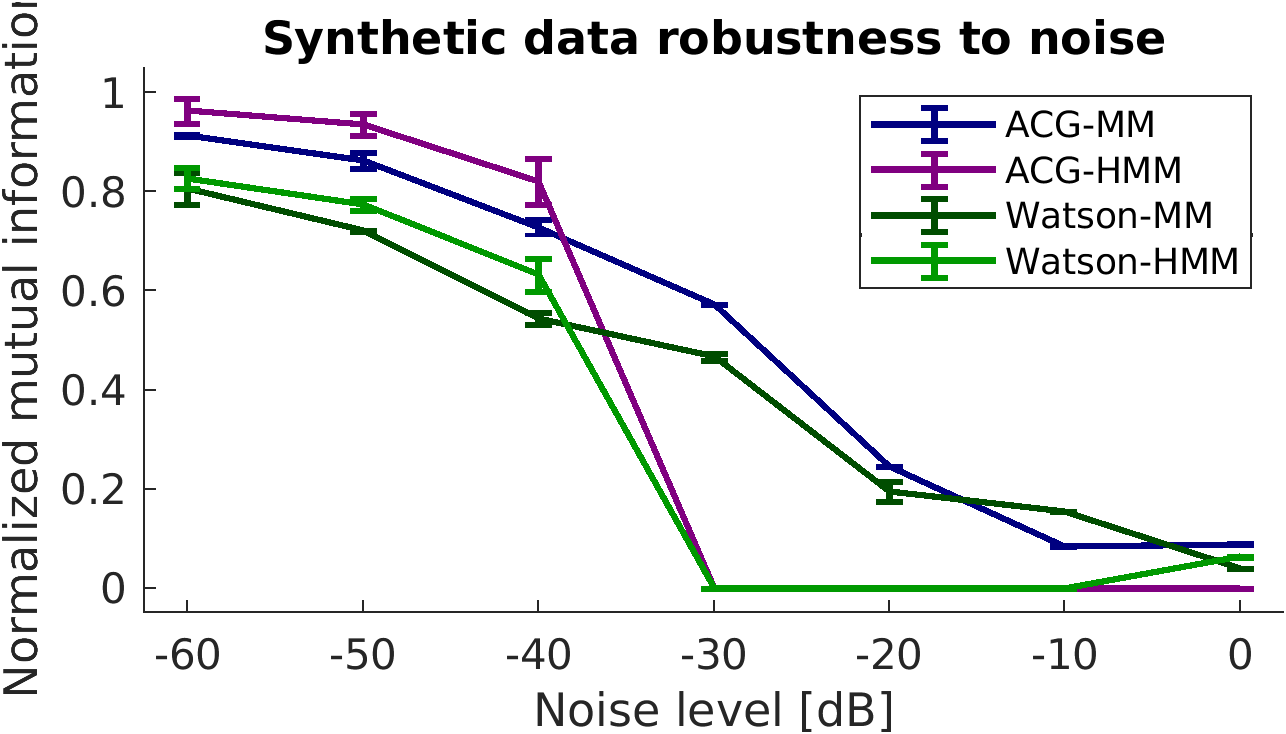 Synthetic data robustness to noise
Normalized mutual information
1
0.8
0.6
0.4
0.2
0
ACG-MM
ACG-HMM
Watson-MM
Watson-HMM
-60 -50 -40 -30 -20 -10 0
Noise level [dB]